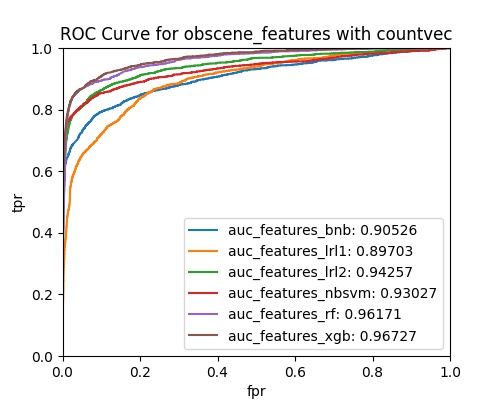 ROC Curve for obscene_features with countvec
1.0
0.8
0.6
0.4
0.2
0.0
tpr
auc_features_bnb: 0.90526
auc_features_lrl1: 0.89703
auc_features_lrl2: 0.94257
auc_features_nbsvm: 0.93027
auc_features_rf: 0.96171
auc_features_xgb: 0.96727
0.0 0.2 0.4 0.6 0.8 1.0
fpr